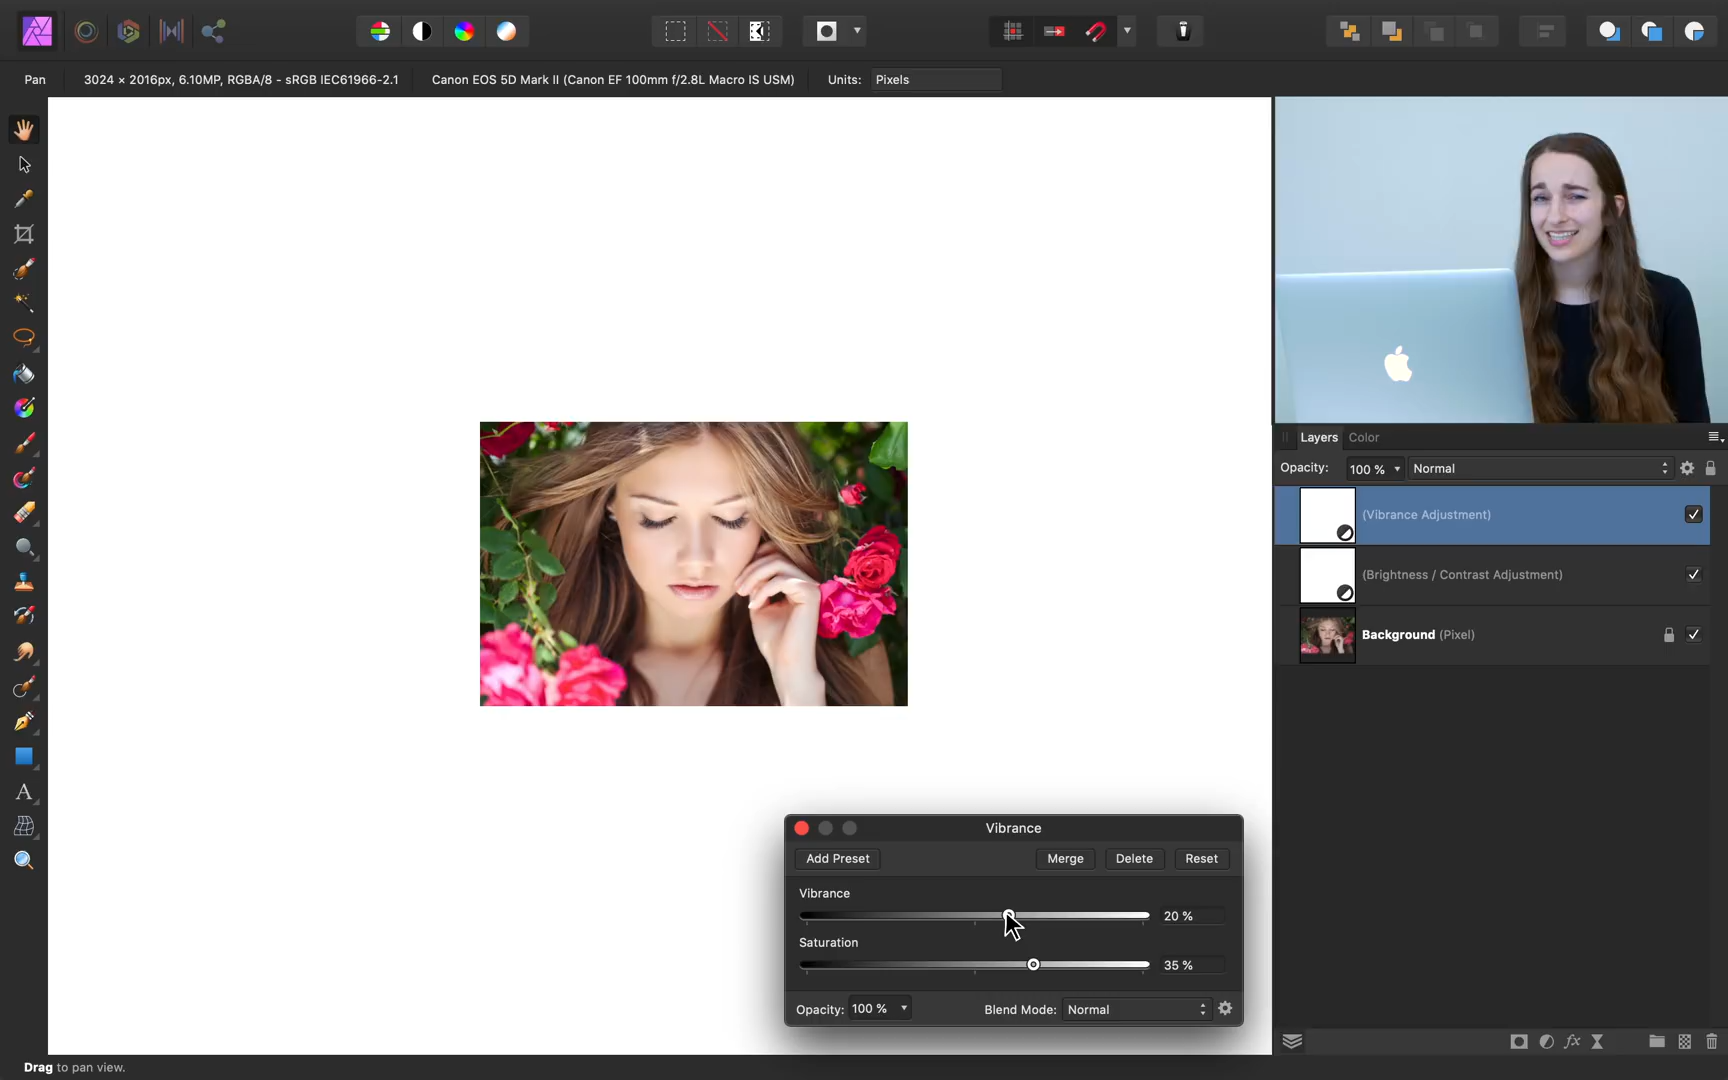 Pan
3024 × 2016px, 6.10MP, RGBA/8 - sRGB IEC61966-2.1
Canon EOS 5D Mark II (Canon EF 100mm f/2.8L Macro IS USM)
Units: Pixels
Layers Color
Opacity: 100 % Normal
(Vibrance Adjustment)
(Brightness / Contrast Adjustment)
Background (Pixel)
Vibrance
Add Preset Merge Delete Reset
Vibrance
20 %
Saturation
35 %
Opacity: 100 % Blend Mode: Normal
Drag to pan view.